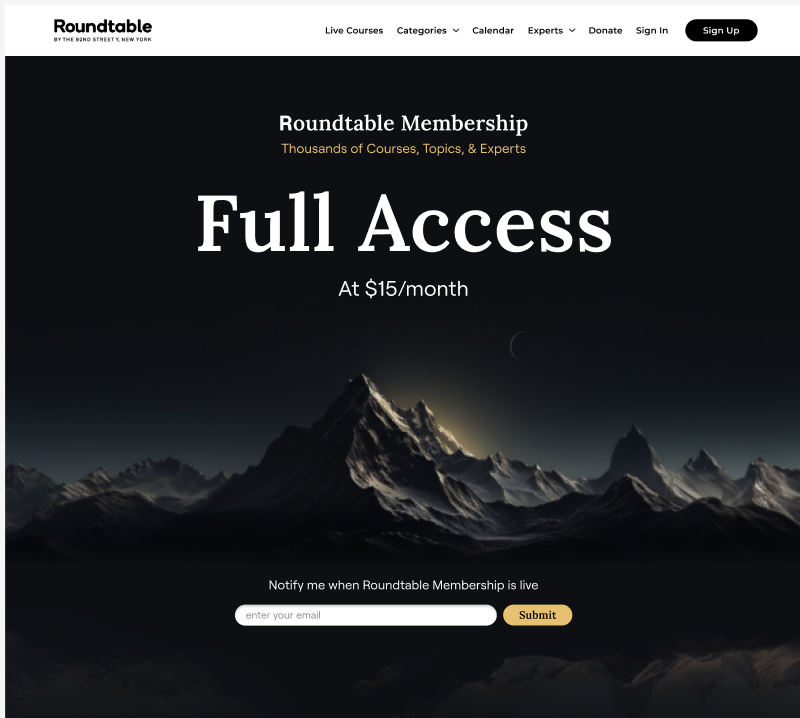 Roundtable
BY THE 92ND STREET Y, NEW YORK
Live Courses
Categories
Calendar
Experts
Donate
Sign In
Sign Up
Roundtable Membership
Thousands of Courses, Topics, & Experts
Full Access
At $15/month
Notify me when Roundtable Membership is live
enter your email
Submit